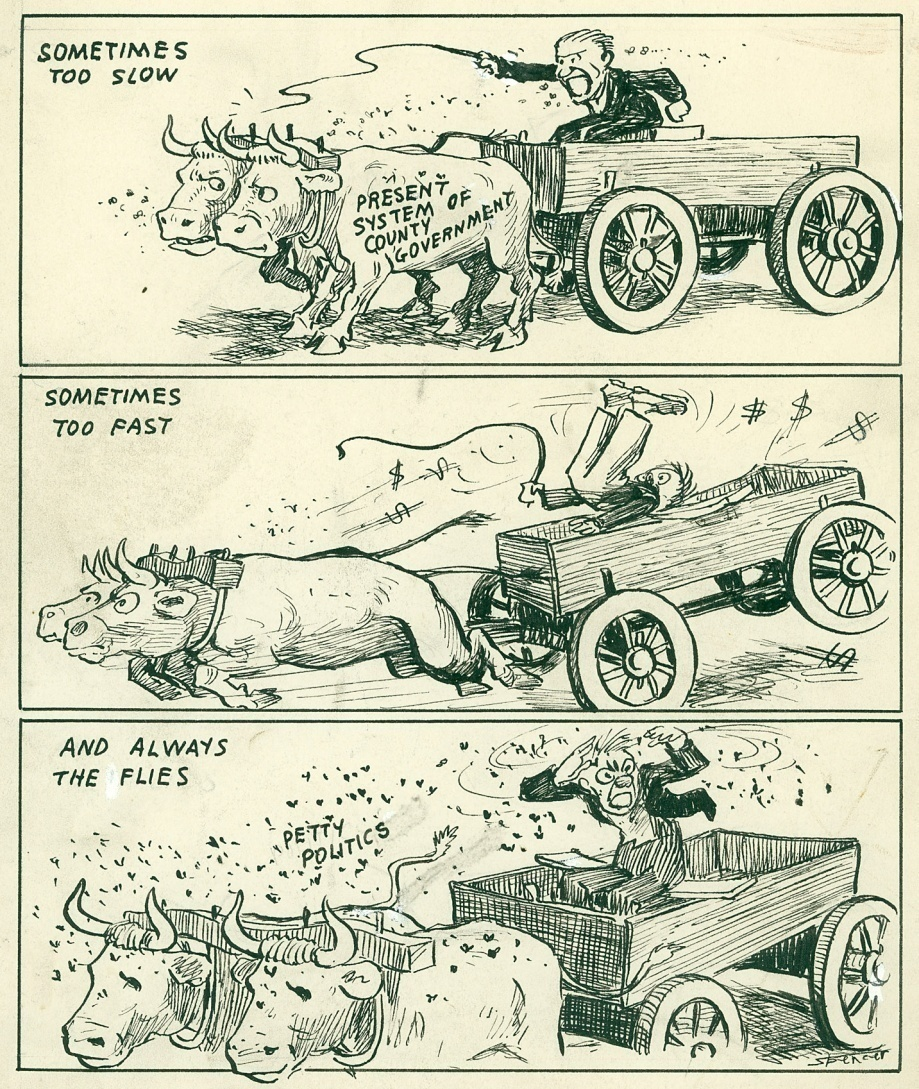 SOMETIMES
TOO SLOW
PRESENT
SYSTEM OF
COUNTY
GOVERNMENT
SOMETIMES
TOO FAST
$ $ $
$ $
$
$
AND ALWAYS
THE FLIES
PETTY
POLITICS
Spencer